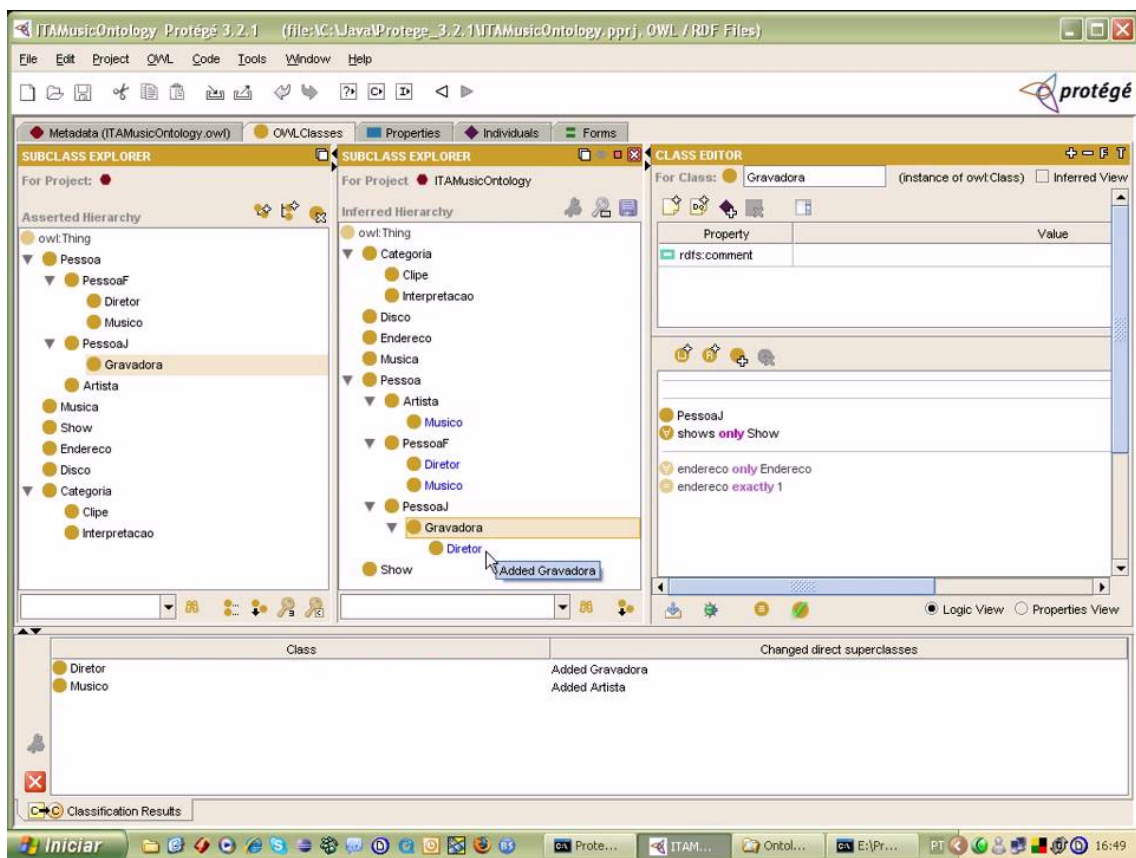 ITAMusicOntology Protégé 3.2.1 (file:\C:\Java\Protege_3.2.1\ITAMusicOntology.pprj, OWL / RDF Files)
File Edit Project OWL Code Tools Window Help
protégé
Metadata (ITAMusicOntology.owl) OWLClasses Properties Individuals Forms
SUBCLASS EXPLORER
For Project:
Asserted Hierarchy
owl:Thing
Pessoa
PessoaF
Diretor
Musico
PessoaJ
Gravadora
Artista
Musica
Show
Endereco
Disco
Categoria
Clipe
Interpretacao
SUBCLASS EXPLORER
For Project ITAMusicOntology
Inferred Hierarchy
owl:Thing
Categoria
Clipe
Interpretacao
Disco
Endereco
Musica
Pessoa
Artista
Musico
PessoaF
Diretor
Musico
PessoaJ
Gravadora
Diretor
Added Gravadora
Show
CLASS EDITOR
For Class: Gravadora (instance of owl:Class) Inferred View
Property Value
rdfs:comment
PessoaJ
shows only Show
endereco only Endereco
endereco exactly 1
Logic View Properties View
Class Changed direct superclasses
Diretor Added Gravadora
Musico Added Artista
Classification Results
Iniciar Prote... ITAM... Ontol... E:\Pr... PT 16:49